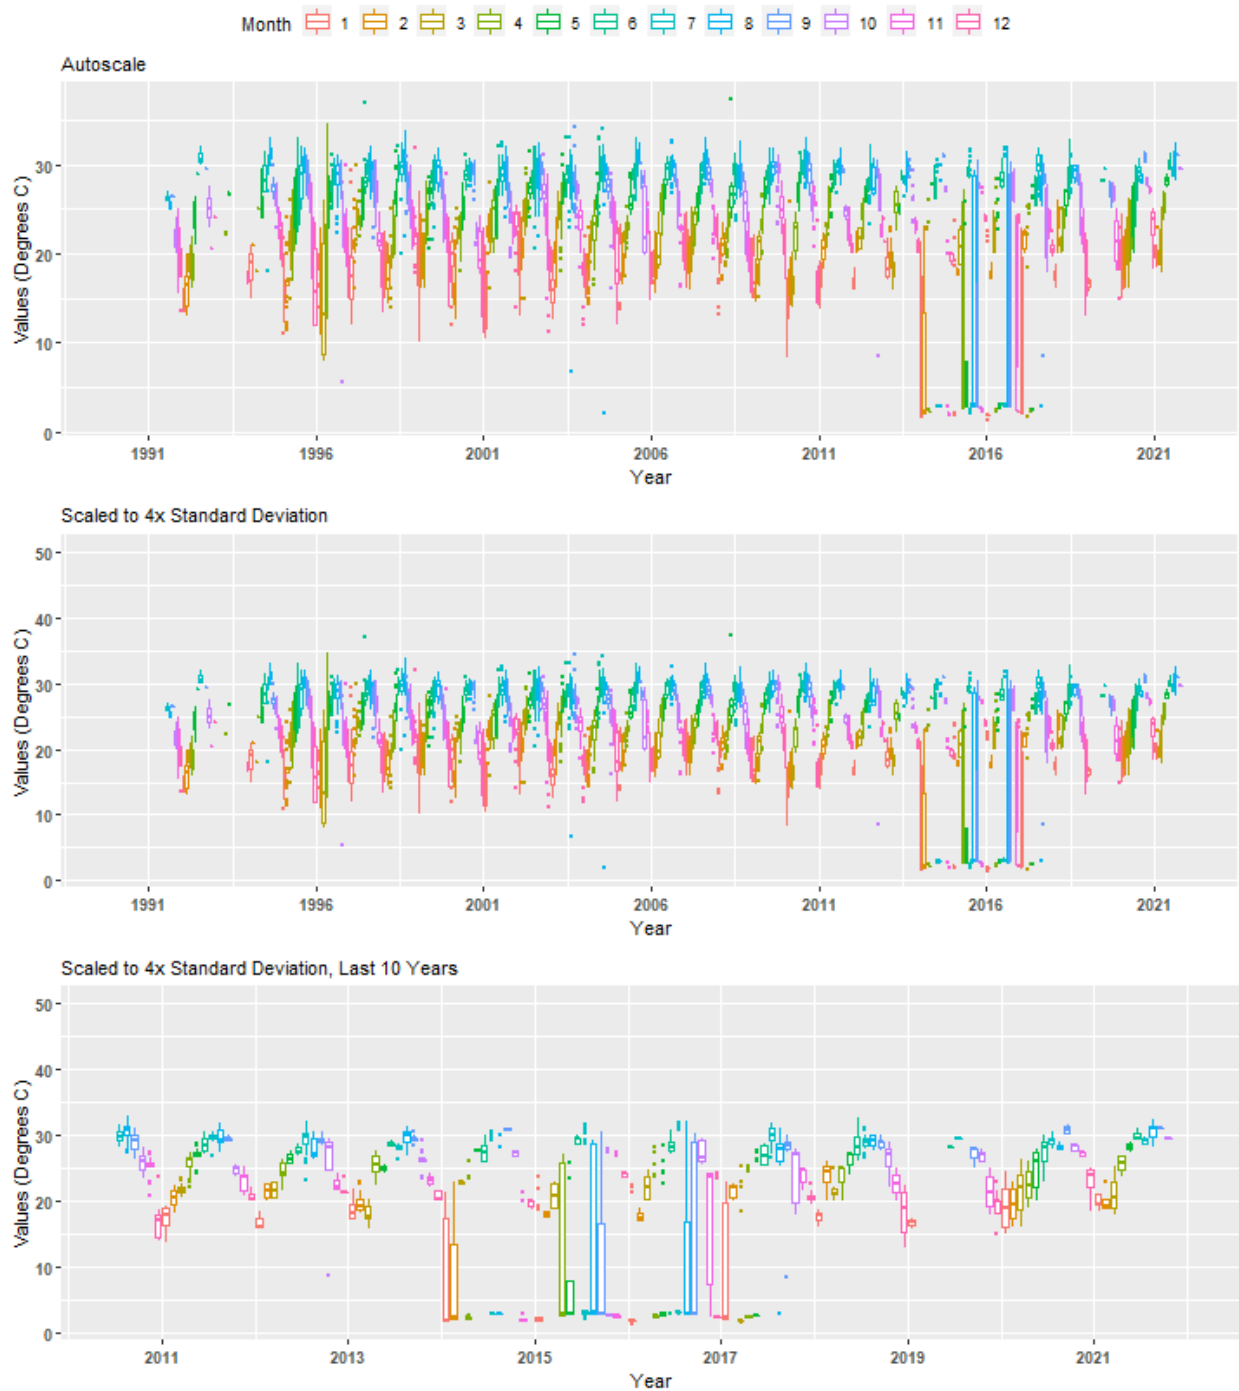 Month 1 2 3 4 5 6 7 8 9 10 11 12
Autoscale
Values (Degrees C)
30
20
10
0
1991 1996 2001 2006 2011 2016 2021
Year
Scaled to 4x Standard Deviation
Values (Degrees C)
50
40
30
20
10
0
1991 1996 2001 2006 2011 2016 2021
Year
Scaled to 4x Standard Deviation, Last 10 Years
Values (Degrees C)
50
40
30
20
10
0
2011 2013 2015 2017 2019 2021
Year